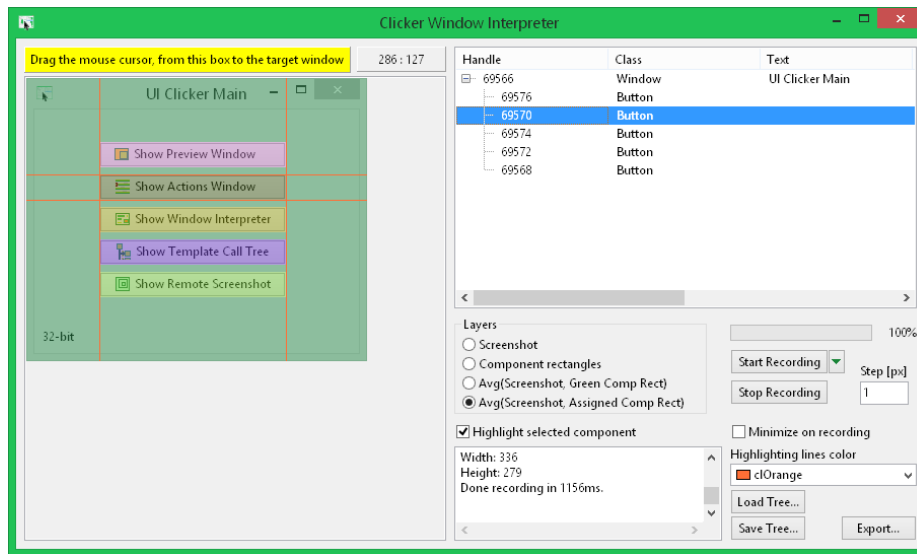 Clicker Window Interpreter
Drag the mouse cursor, from this box to the target window
286 : 127
UI Clicker Main
Show Preview Window
Show Actions Window
Show Window Interpreter
Show Template Call Tree
Show Remote Screenshot
32-bit
Handle Class Text
69566 Window UI Clicker Main
69576 Button
69570 Button
69574 Button
69572 Button
69568 Button
Layers
Screenshot
Component rectangles
Avg(Screenshot, Green Comp Rect)
Avg(Screenshot, Assigned Comp Rect)
100%
Start Recording
Step [px]
Stop Recording
1
Highlight selected component
Minimize on recording
Width: 336
Height: 279
Done recording in 1156ms.
Highlighting lines color
clOrange
Load Tree...
Save Tree...
Export...